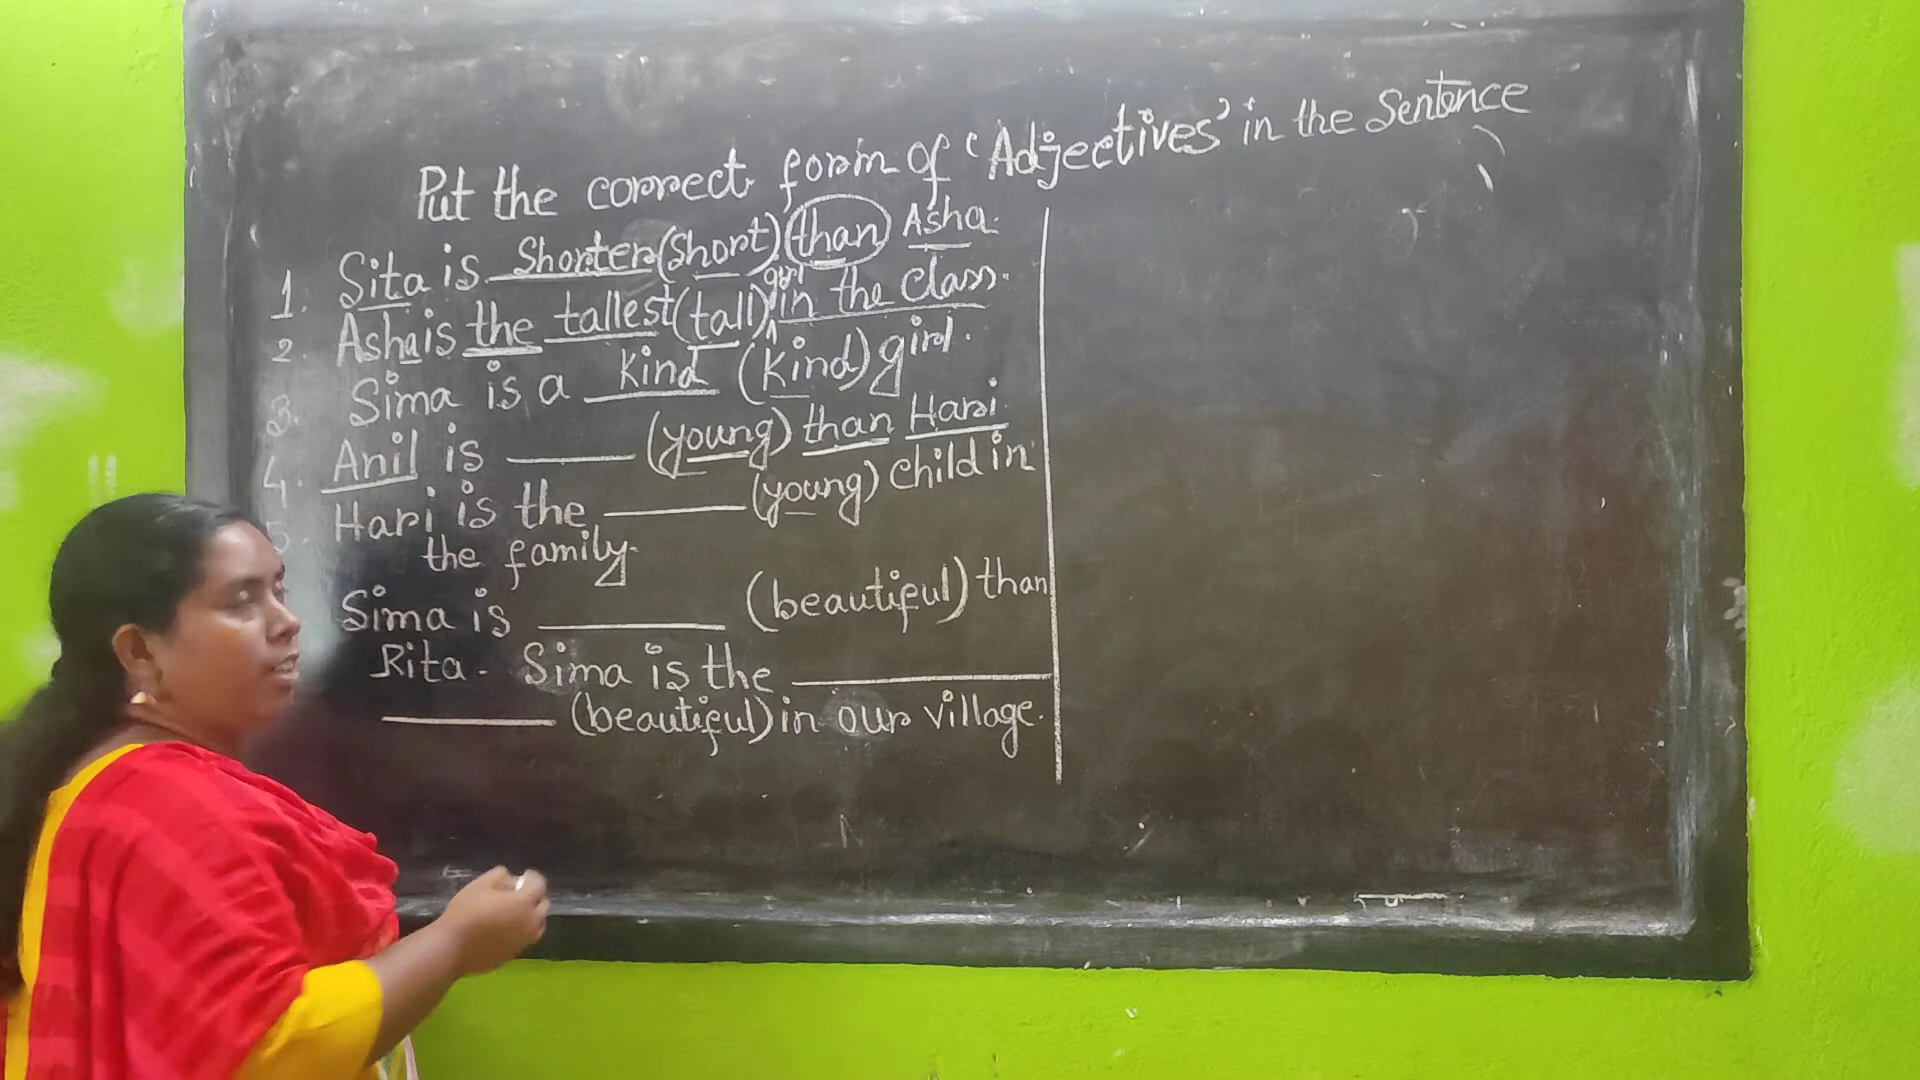 Put the correct form of 'Adjectives' in the Sentence
1. Sita is Shorter (Short) than Asha.
girl
2. Asha is the tallest (tall) ^ in the class.
3. Sima is a kind (kind) girl.
4. Anil is ______ (young) than Hari.
5. Hari is the ______ (young) child in
the family.
Sima is ______ (beautiful) than
Rita. Sima is the ______
______ (beautiful) in our village.